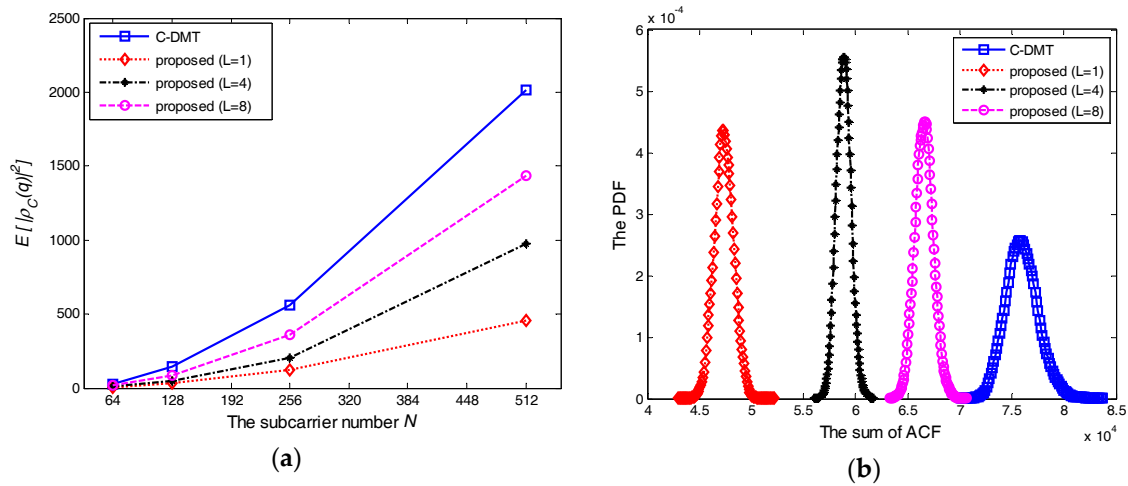 2500
2000
1500
1000
500
0
64
128
192
256
320
384
448
512
E [ |ρC(q)|²]
The subcarrier number N
C-DMT
proposed (L=1)
proposed (L=4)
proposed (L=8)
(a)
x 10⁻⁴
6
5
4
3
2
1
0
4
4.5
5
5.5
6
6.5
7
7.5
8
8.5
x 10⁴
The PDF
The sum of ACF
C-DMT
proposed (L=1)
proposed (L=4)
proposed (L=8)
(b)